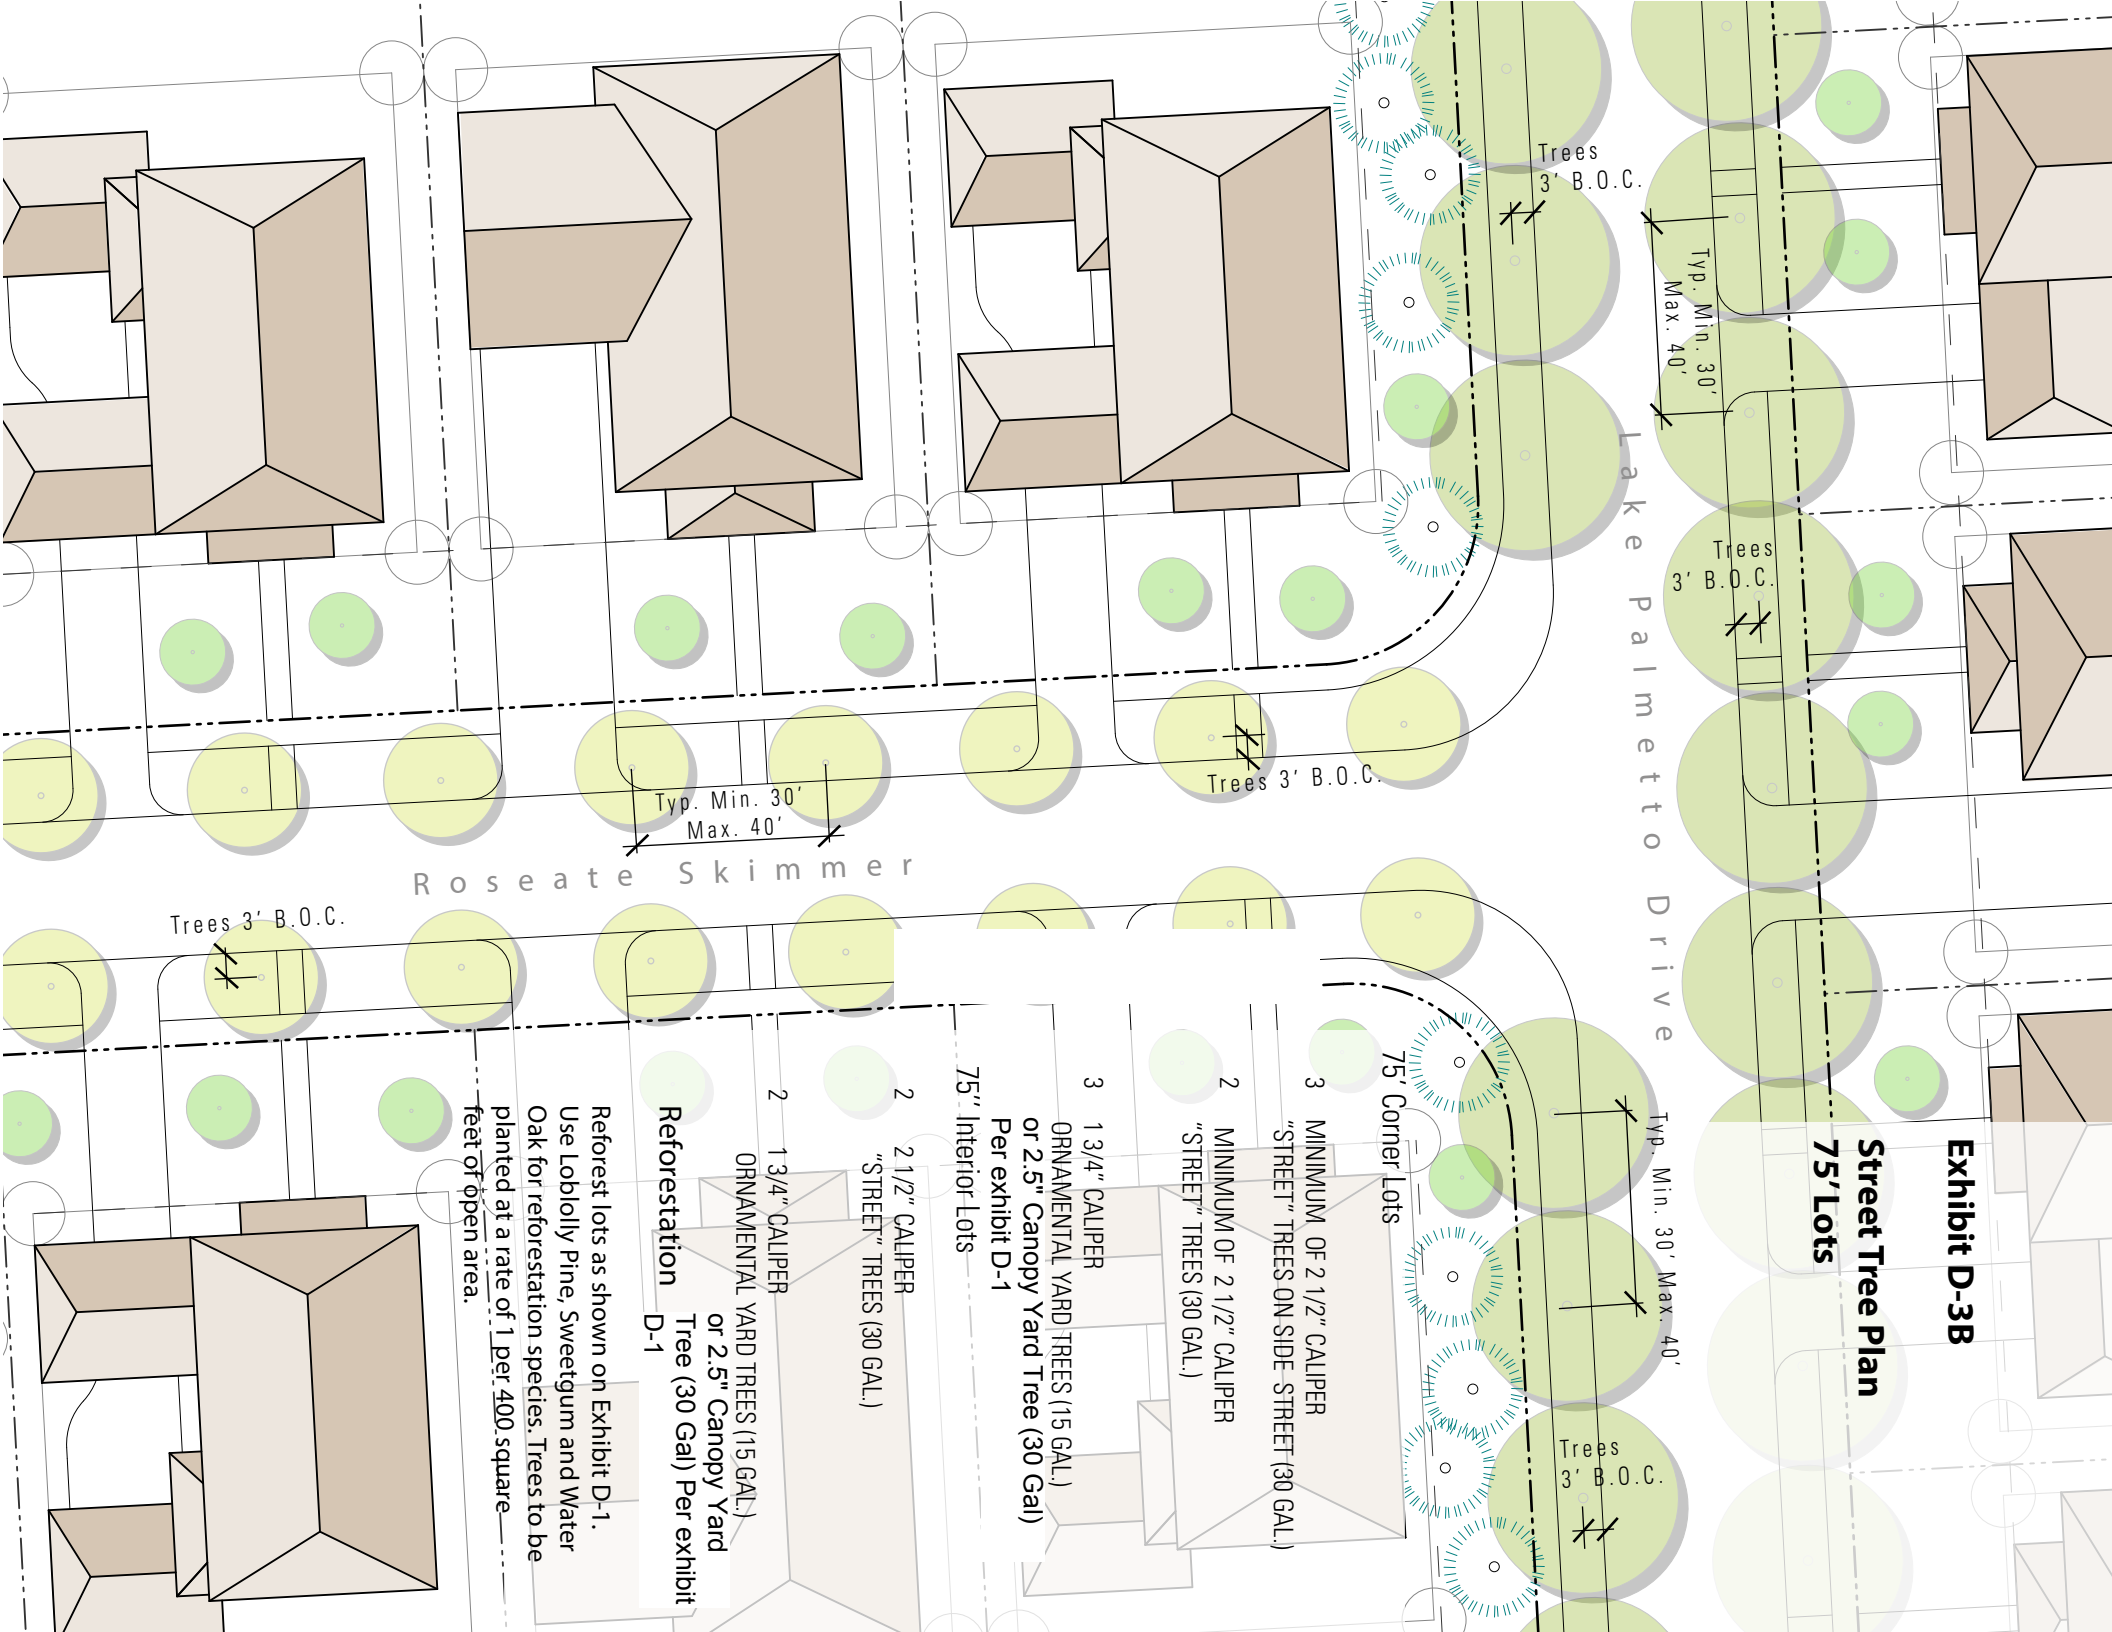 Exhibit D-3B
Street Tree Plan
75’ Lots
75’ Corner Lots
3 MINIMUM OF 2 1/2” CALIPER
“STREET” TREES ON SIDE STREET (30 GAL.)
2 MINIMUM OF 2 1/2” CALIPER
“STREET” TREES (30 GAL.)
3 1 3/4” CALIPER
ORNAMENTAL YARD TREES (15 GAL.)
or 2.5" Canopy Yard Tree (30 Gal)
Per exhibit D-1
75’’ Interior Lots
2 2 1/2” CALIPER
“STREET” TREES (30 GAL.)
2 1 3/4” CALIPER
ORNAMENTAL YARD TREES (15 GAL.)
or 2.5" Canopy Yard
Tree (30 Gal) Per exhibit
D-1
Reforestation
Reforest lots as shown on Exhibit D-1.
Use Loblolly Pine, Sweetgum and Water
Oak for reforestation species. Trees to be
planted at a rate of 1 per 400 square
feet of open area.
Trees
3’ B.O.C.
Typ. Min. 30’
Max. 40’
Trees
3’ B.O.C.
Lake Palmetto Drive
Trees 3’ B.O.C.
Typ. Min. 30’
Max. 40’
Roseate Skimmer
Trees 3’ B.O.C.
Typ. Min. 30’ Max. 40’
Trees
3’ B.O.C.